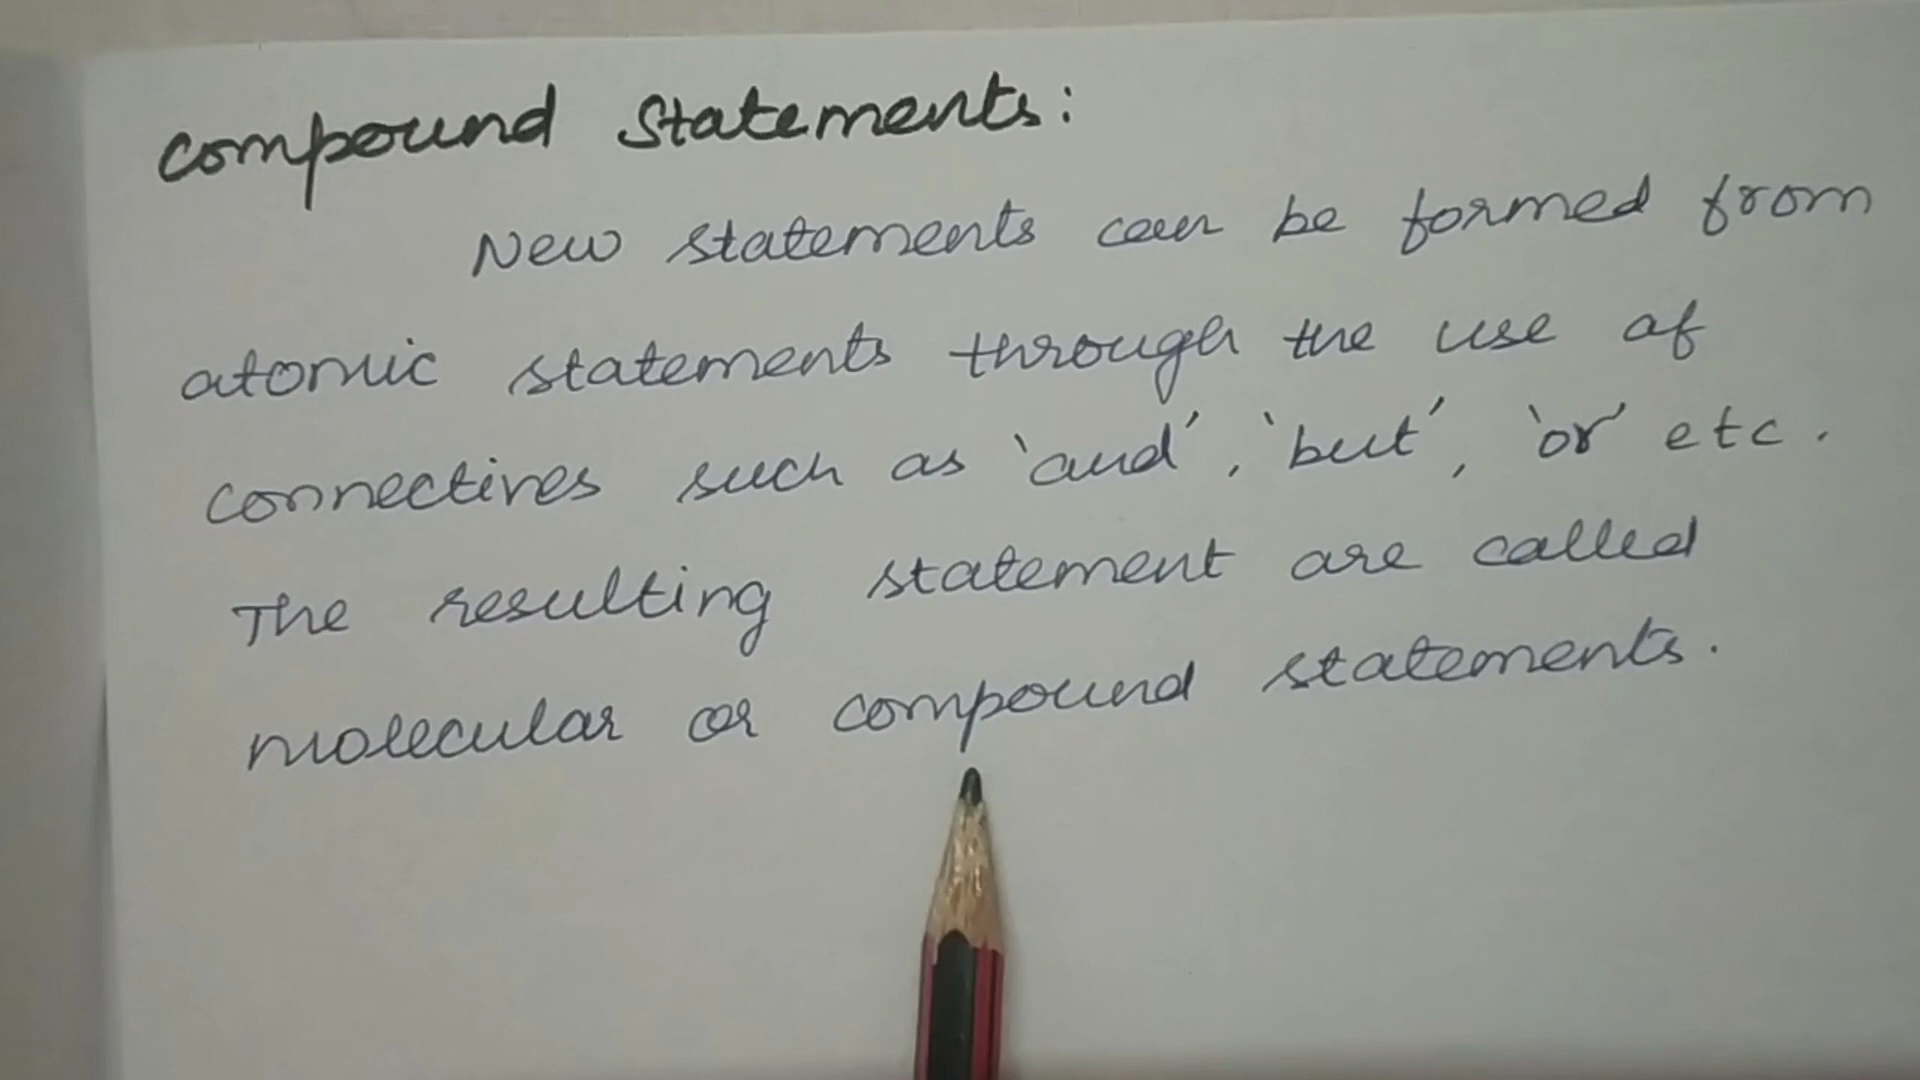 compound statements:
New statements can be formed from
atomic statements through the use of
connectives such as 'and', 'but', 'or' etc.
The resulting statement are called
molecular or compound statements.